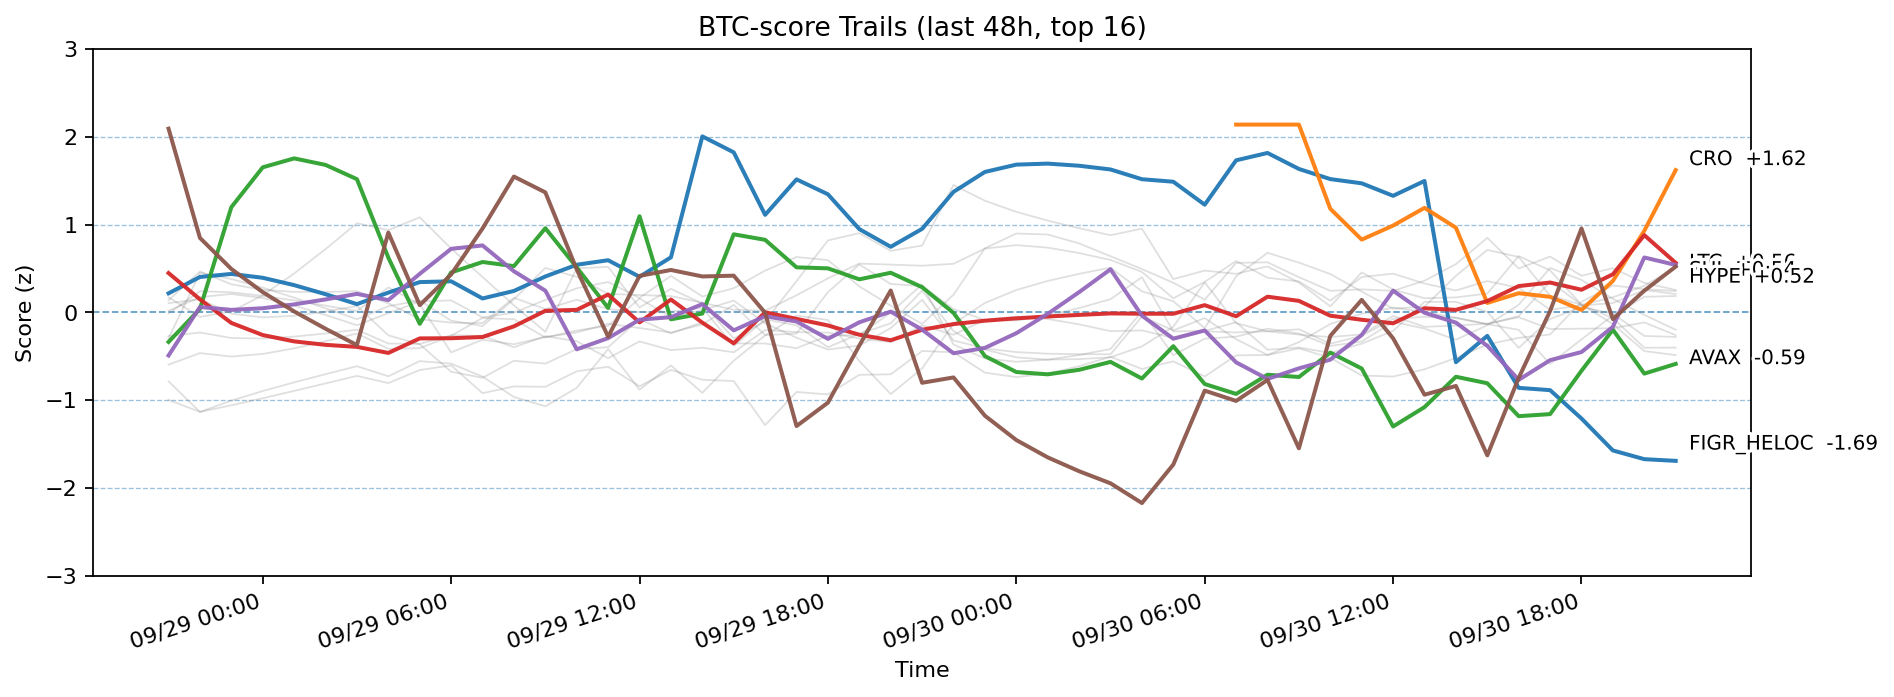 BTC-score Trails (last 48h, top 16)
3
2
1
0
−1
−2
−3
Score (z)
CRO +1.62
HYPE +0.52
AVAX -0.59
FIGR_HELOC -1.69
09/29 00:00
09/29 06:00
09/29 12:00
09/29 18:00
09/30 00:00
09/30 06:00
09/30 12:00
09/30 18:00
Time